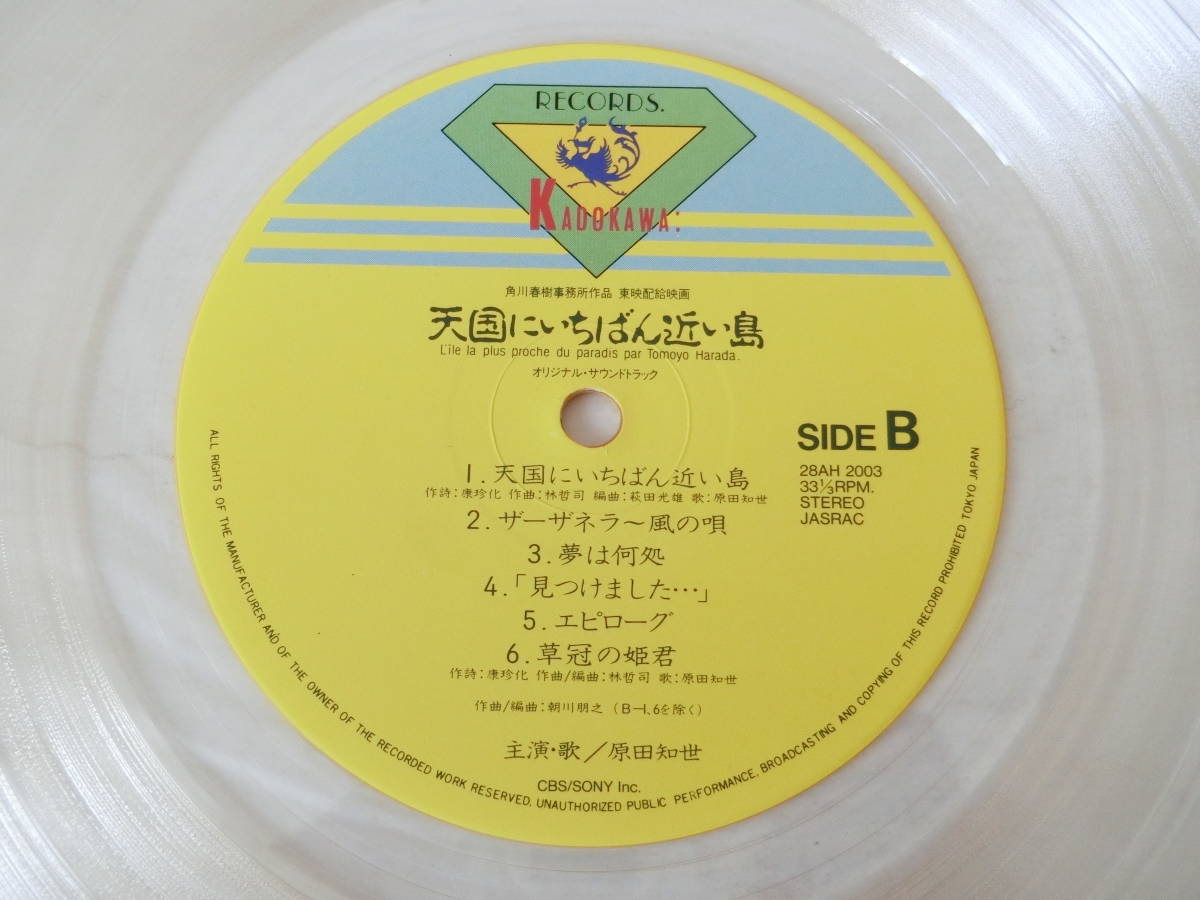 RECORDS.
KADOKAWA:
角川春樹事務所作品 東映配給映画
天国にいちばん近い島
L'île la plus proche du paradis par Tomoyo Harada.
オリジナル・サウンドトラック
SIDE B
28AH 2003
33⅓RPM.
STEREO
JASRAC
1. 天国にいちばん近い島
作詩：康珍化 作曲：林哲司 編曲：萩田光雄 歌：原田知世
2. ザーザネラ〜風の唄
3. 夢は何処
4.「見つけました…」
5. エピローグ
6. 草冠の姫君
作詩：康珍化 作曲/編曲：林哲司 歌：原田知世
作曲/編曲：朝川朋之（B-1、6を除く）
主演・歌／原田知世
CBS/SONY Inc.
ALL RIGHTS OF THE MANUFACTURER AND OF THE OWNER OF THE RECORDED WORK RESERVED. UNAUTHORIZED PUBLIC PERFORMANCE, BROADCASTING AND COPYING OF THIS RECORD PROHIBITED TOKYO JAPAN